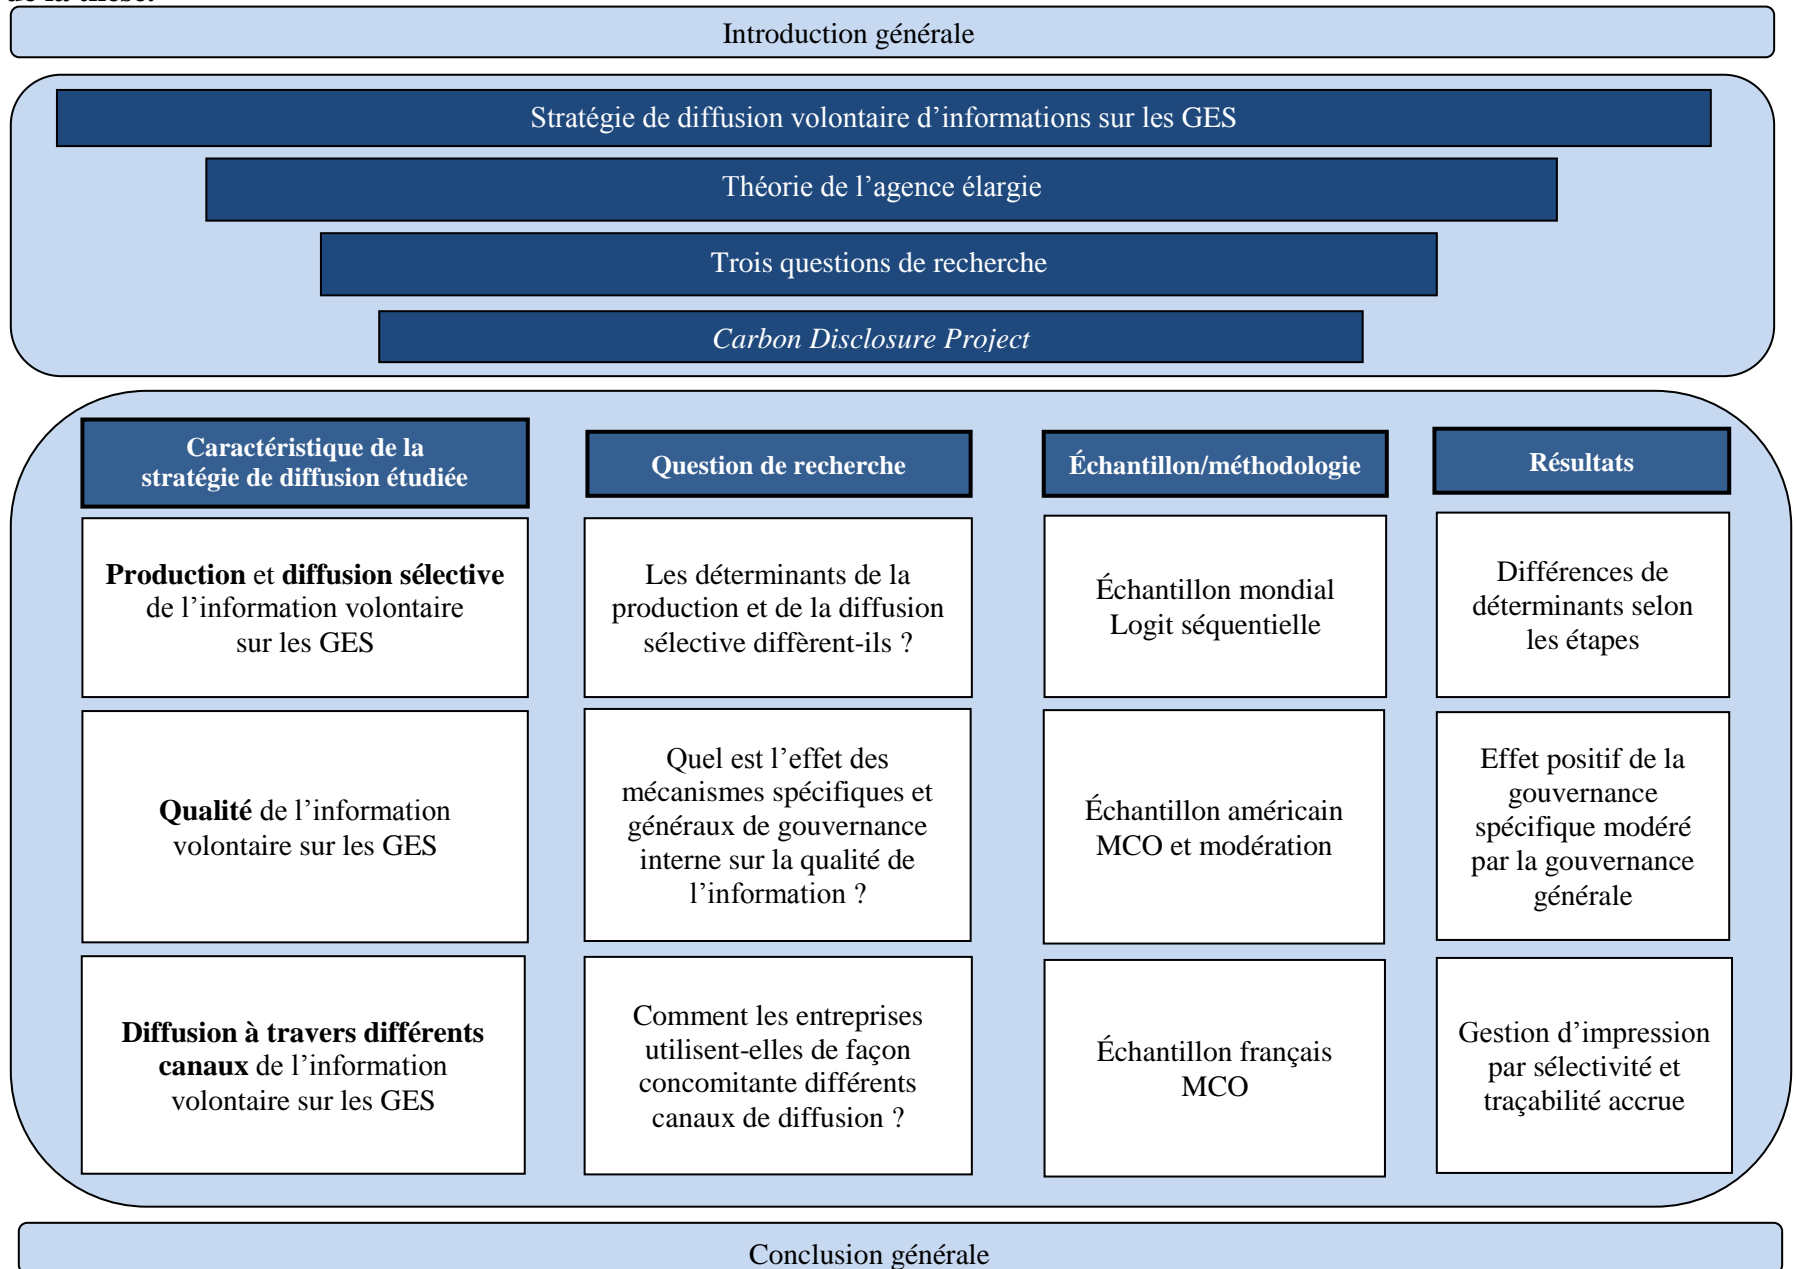 de la thèse.
Introduction générale
Stratégie de diffusion volontaire d’informations sur les GES
Théorie de l’agence élargie
Trois questions de recherche
Carbon Disclosure Project
Caractéristique de la
stratégie de diffusion étudiée
Question de recherche
Échantillon/méthodologie
Résultats
Production et diffusion sélective
de l’information volontaire
sur les GES
Les déterminants de la
production et de la diffusion
sélective diffèrent-ils ?
Échantillon mondial
Logit séquentielle
Différences de
déterminants selon
les étapes
Qualité de l’information
volontaire sur les GES
Quel est l’effet des
mécanismes spécifiques et
généraux de gouvernance
interne sur la qualité de
l’information ?
Échantillon américain
MCO et modération
Effet positif de la
gouvernance
spécifique modéré
par la gouvernance
générale
Diffusion à travers différents
canaux de l’information
volontaire sur les GES
Comment les entreprises
utilisent-elles de façon
concomitante différents
canaux de diffusion ?
Échantillon français
MCO
Gestion d’impression
par sélectivité et
traçabilité accrue
Conclusion générale